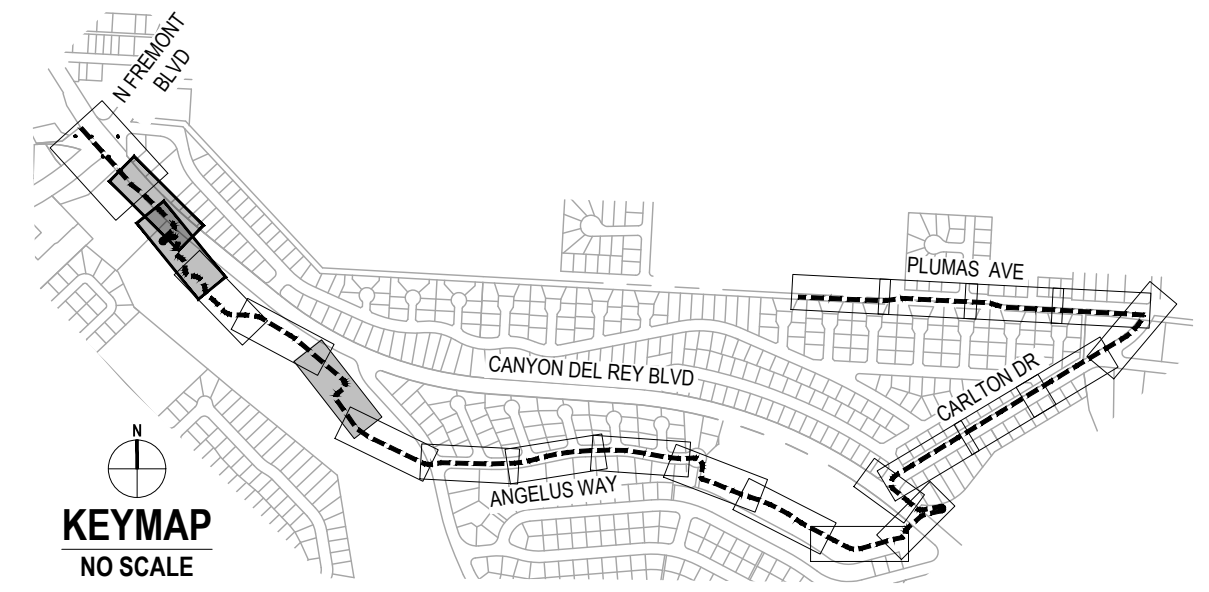 N FREMONT
BLVD
PLUMAS AVE
CANYON DEL REY BLVD
CARLTON DR
ANGELUS WAY
N
KEYMAP
NO SCALE